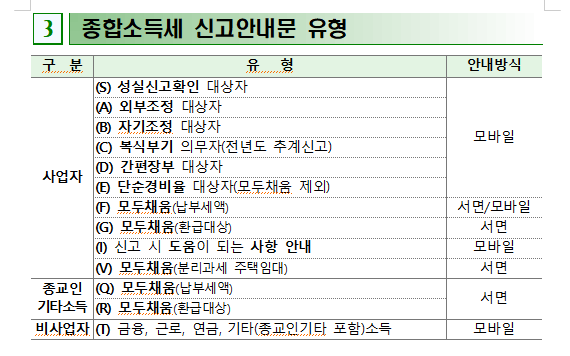 3 종합소득세 신고안내문 유형
구 분 유 형 안내방식
사업자
(S) 성실신고확인 대상자
(A) 외부조정 대상자
(B) 자기조정 대상자
(C) 복식부기 의무자(전년도 추계신고)
(D) 간편장부 대상자
(E) 단순경비율 대상자(모두채움 제외)
모바일
(F) 모두채움(납부세액) 서면/모바일
(G) 모두채움(환급대상) 서면
(I) 신고 시 도움이 되는 사항 안내 모바일
(V) 모두채움(분리과세 주택임대) 서면
종교인
기타소득
(Q) 모두채움(납부세액)
(R) 모두채움(환급대상)
서면
비사업자 (T) 금융, 근로, 연금, 기타(종교인기타 포함)소득 모바일